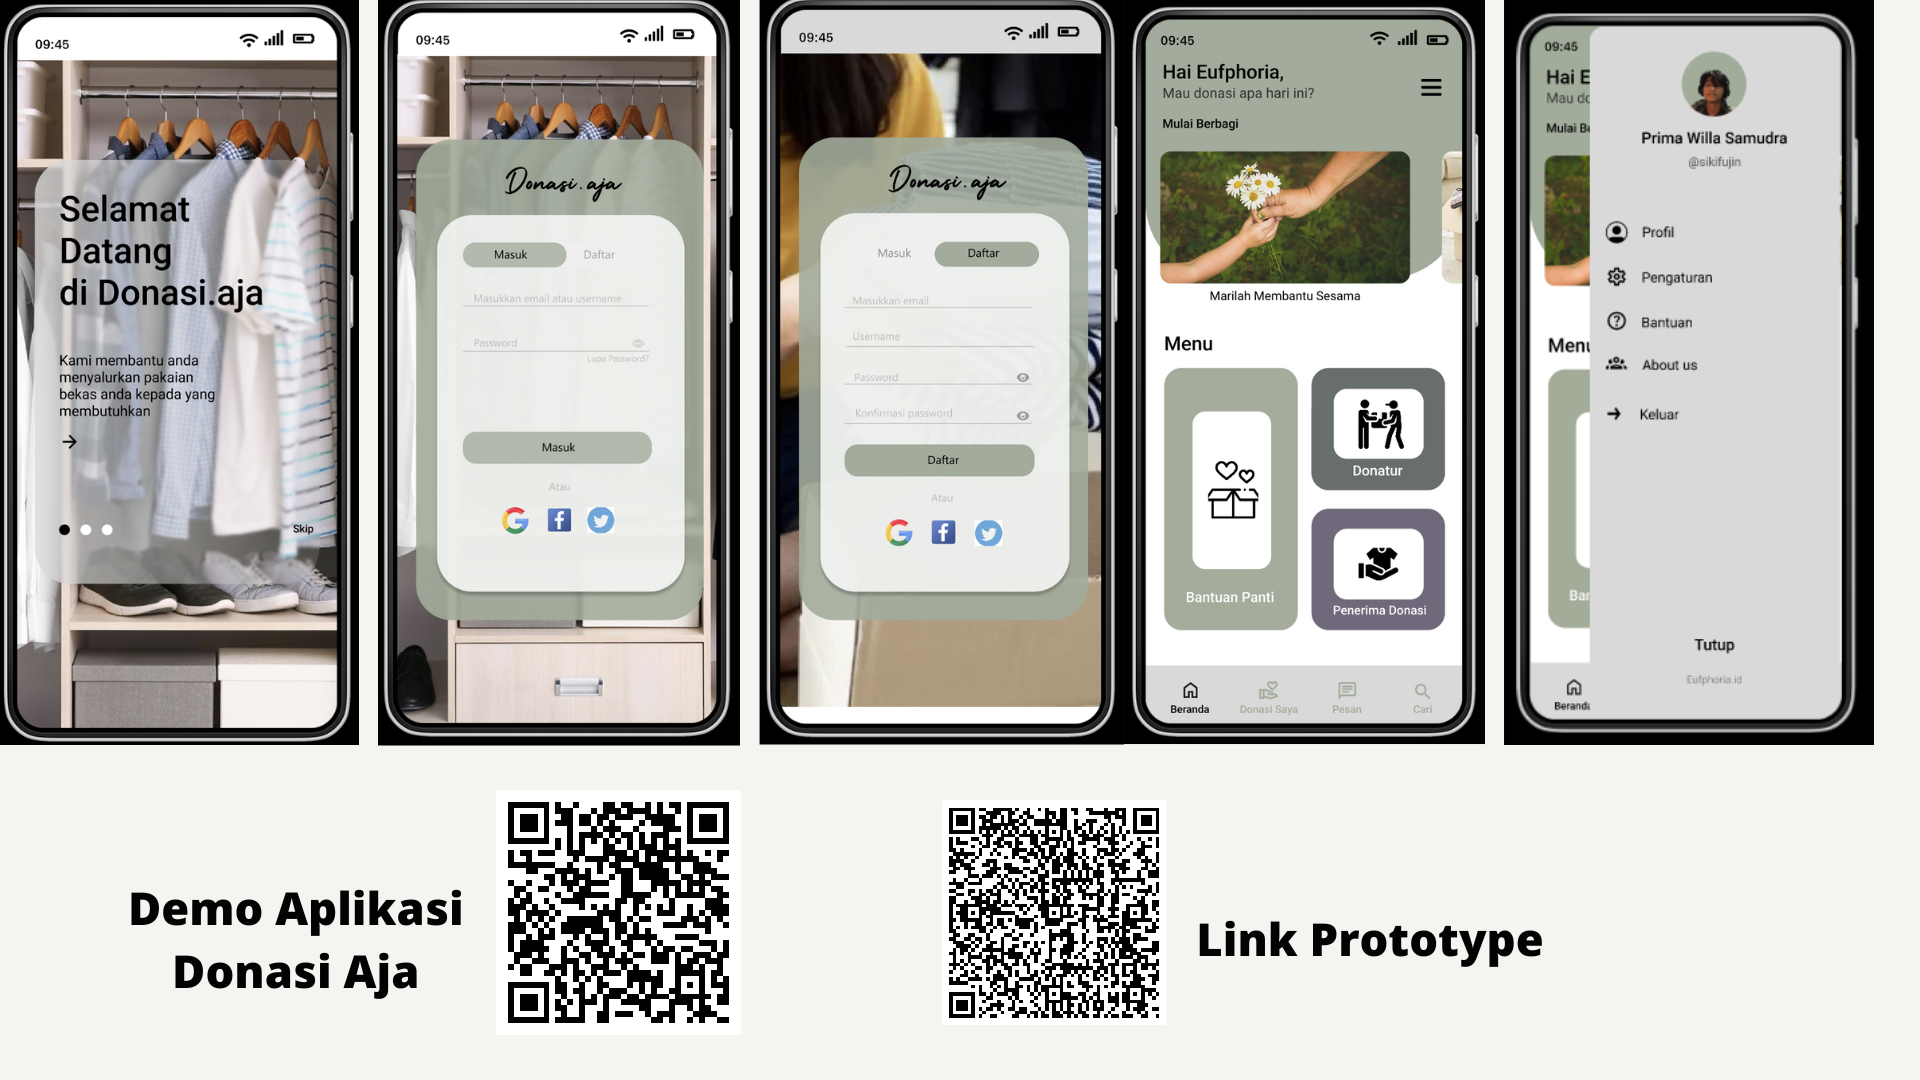 09:45
Selamat
Datang
di Donasi.aja
Kami membantu anda
menyalurkan pakaian
bekas anda kepada yang
membutuhkan
Skip
09:45
Donasi.aja
Masuk
Daftar
Masukkan email atau username
Password
Lupa Password?
Masuk
Atau
09:45
Donasi.aja
Masuk
Daftar
Masukkan email
Username
Password
Konfirmasi password
Daftar
Atau
09:45
Hai Eufphoria,
Mau donasi apa hari ini?
Mulai Berbagi
Marilah Membantu Sesama
Menu
Bantuan Panti
Donatur
Penerima Donasi
Beranda
Donasi Saya
Pesan
Cari
09:45
Hai E
Mau do
Mulai Be
Menu
Ban
Beranda
Prima Willa Samudra
@sikifujin
Profil
Pengaturan
Bantuan
About us
Keluar
Tutup
Eufphoria.id
Demo Aplikasi
Donasi Aja
Link Prototype